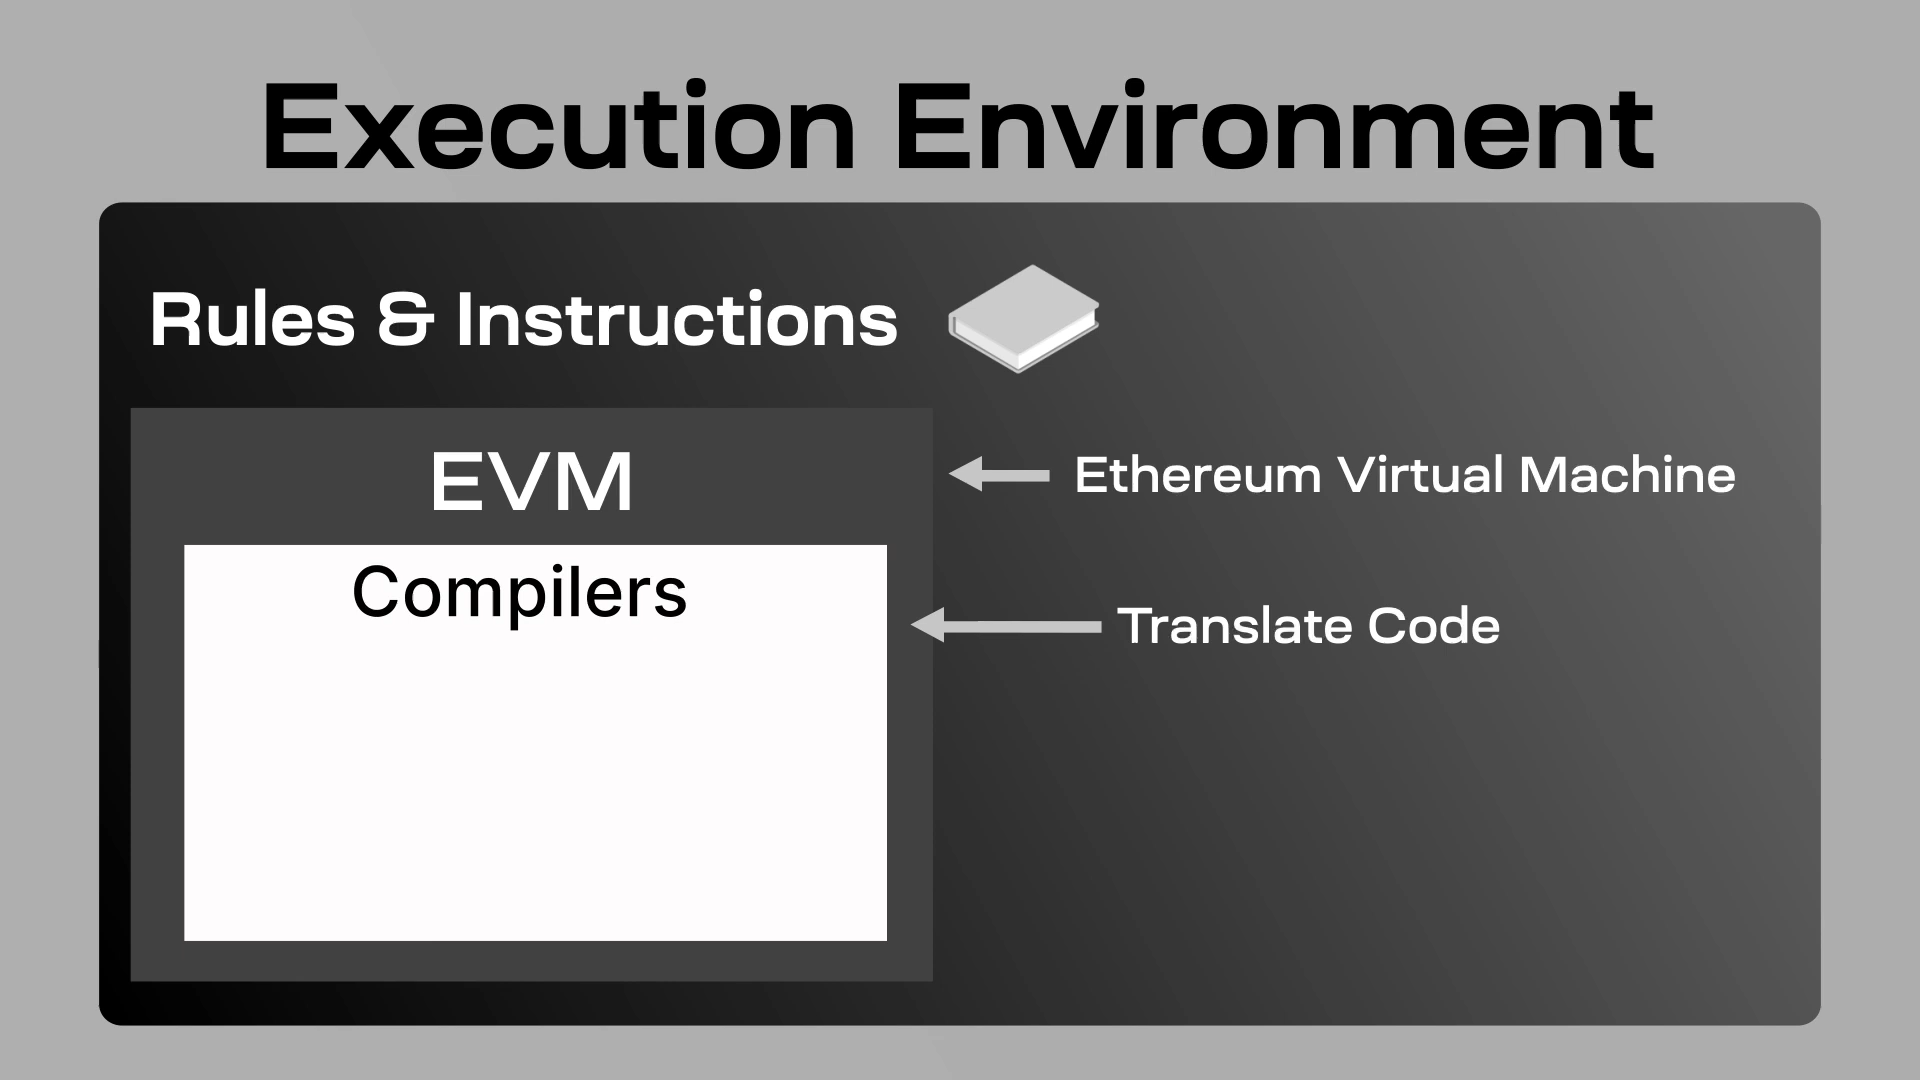 Execution Environment
Rules & Instructions
EVM
Ethereum Virtual Machine
Compilers
Translate Code